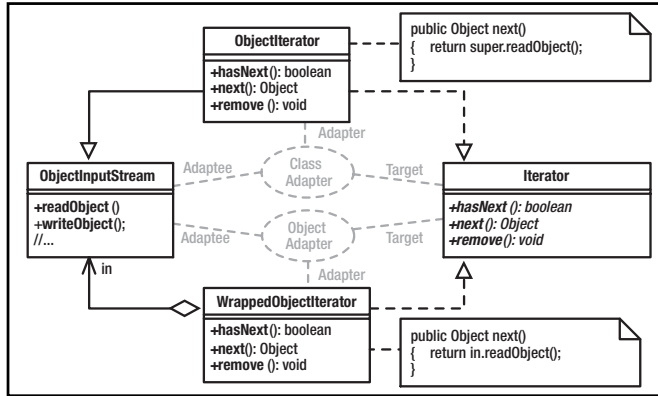 ObjectIterator
+hasNext(): boolean
+next(): Object
+remove (): void
public Object next()
{ return super.readObject();
}
Adapter
ObjectInputStream
+readObject ()
+writeObject();
//...
Adaptee
Class
Adapter
Target
Iterator
+hasNext (): boolean
+next(): Object
+remove(): void
Adaptee
Object
Adapter
Target
Adapter
in
WrappedObjectIterator
+hasNext(): boolean
+next(): Object
+remove (): void
public Object next()
{ return in.readObject();
}